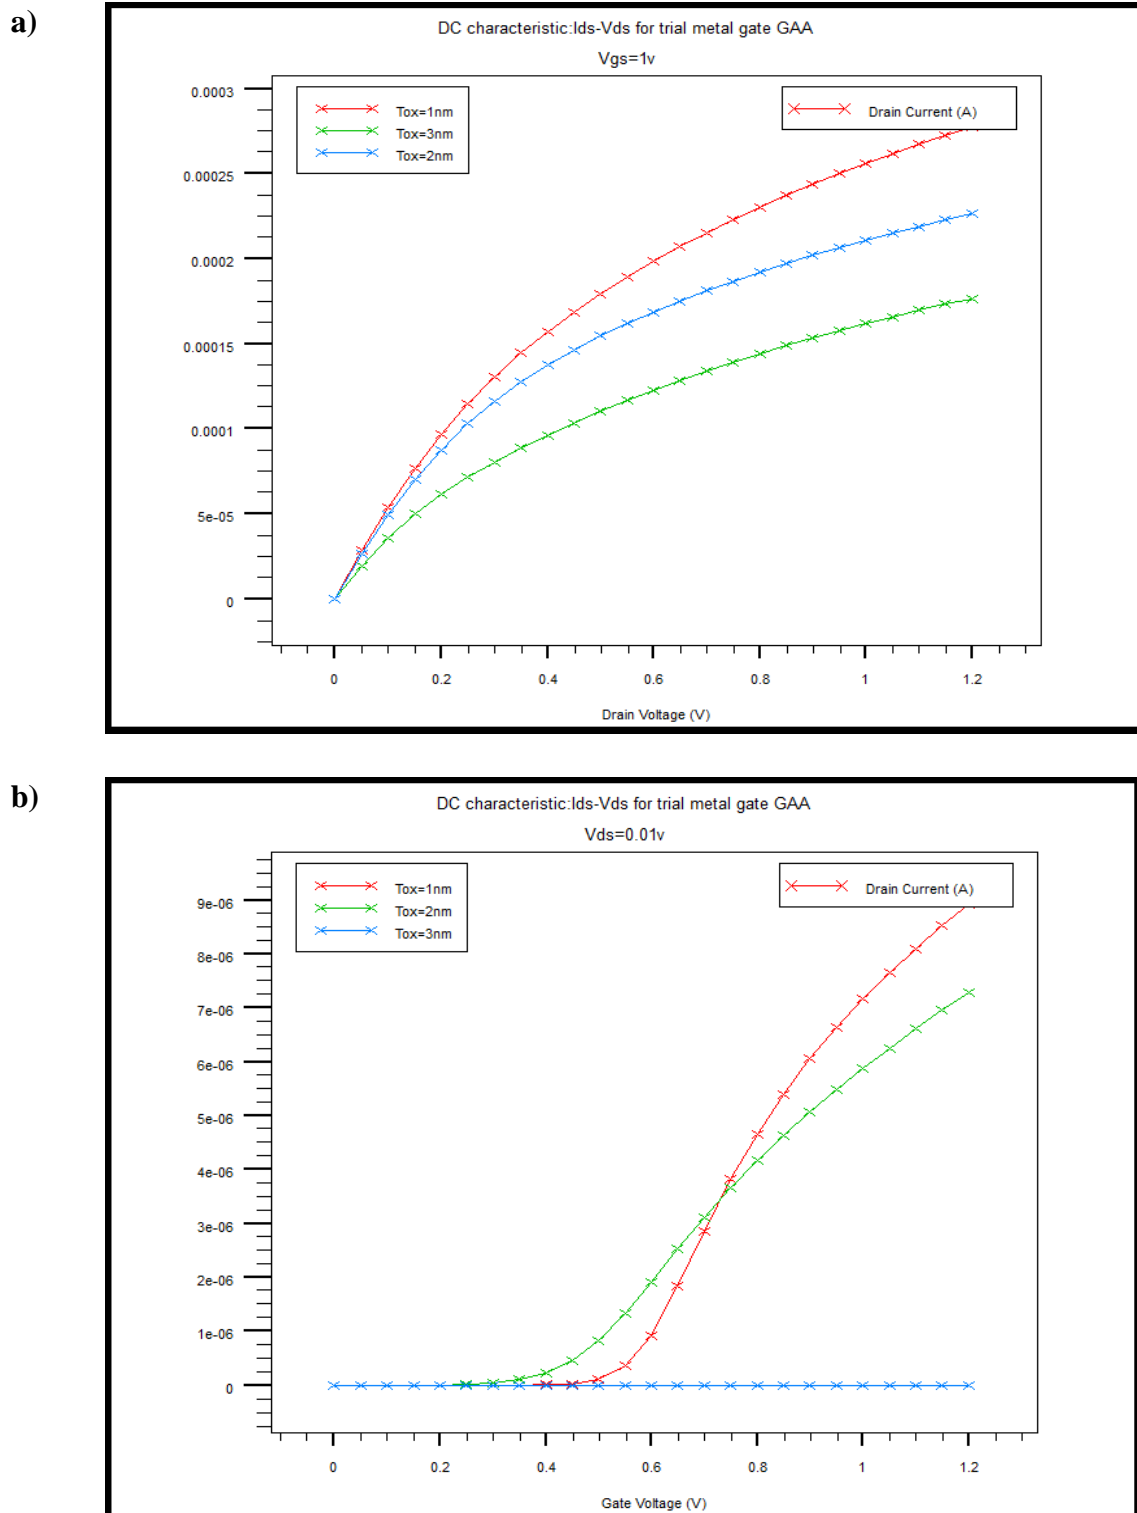 a)
DC characteristic:Ids-Vds for trial metal gate GAA
Vgs=1v
Tox=1nm
Tox=3nm
Tox=2nm
Drain Current (A)
0.0003
0.00025
0.0002
0.00015
0.0001
5e-05
0
0 0.2 0.4 0.6 0.8 1 1.2
Drain Voltage (V)
b)
DC characteristic:Ids-Vds for trial metal gate GAA
Vds=0.01v
Tox=1nm
Tox=2nm
Tox=3nm
Drain Current (A)
9e-06
8e-06
7e-06
6e-06
5e-06
4e-06
3e-06
2e-06
1e-06
0
0 0.2 0.4 0.6 0.8 1 1.2
Gate Voltage (V)